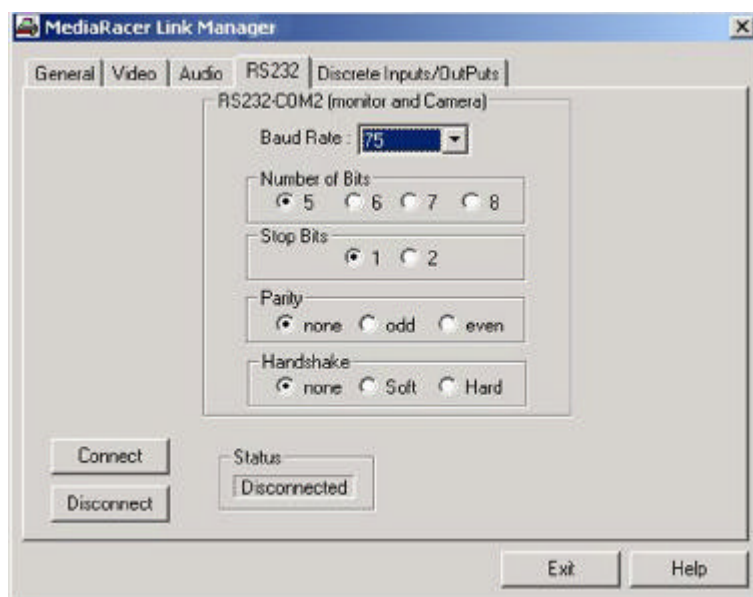 MediaRacer Link Manager
General Video Audio RS232 Discrete Inputs/OutPuts
RS232-COM2 (monitor and Camera)
Baud Rate : 75
Number of Bits
5 6 7 8
Stop Bits
1 2
Parity
none odd even
Handshake
none Soft Hard
Connect
Status
Disconnected
Disconnect
Exit Help